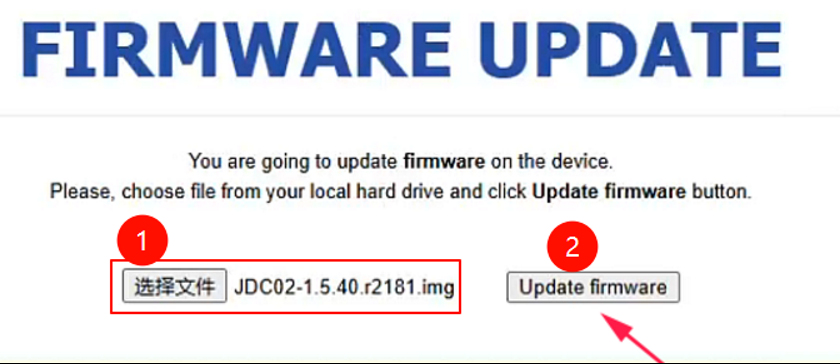 FIRMWARE UPDATE
You are going to update firmware on the device.
Please, choose file from your local hard drive and click Update firmware button.
1
2
选择文件 JDC02-1.5.40.r2181.img Update firmware